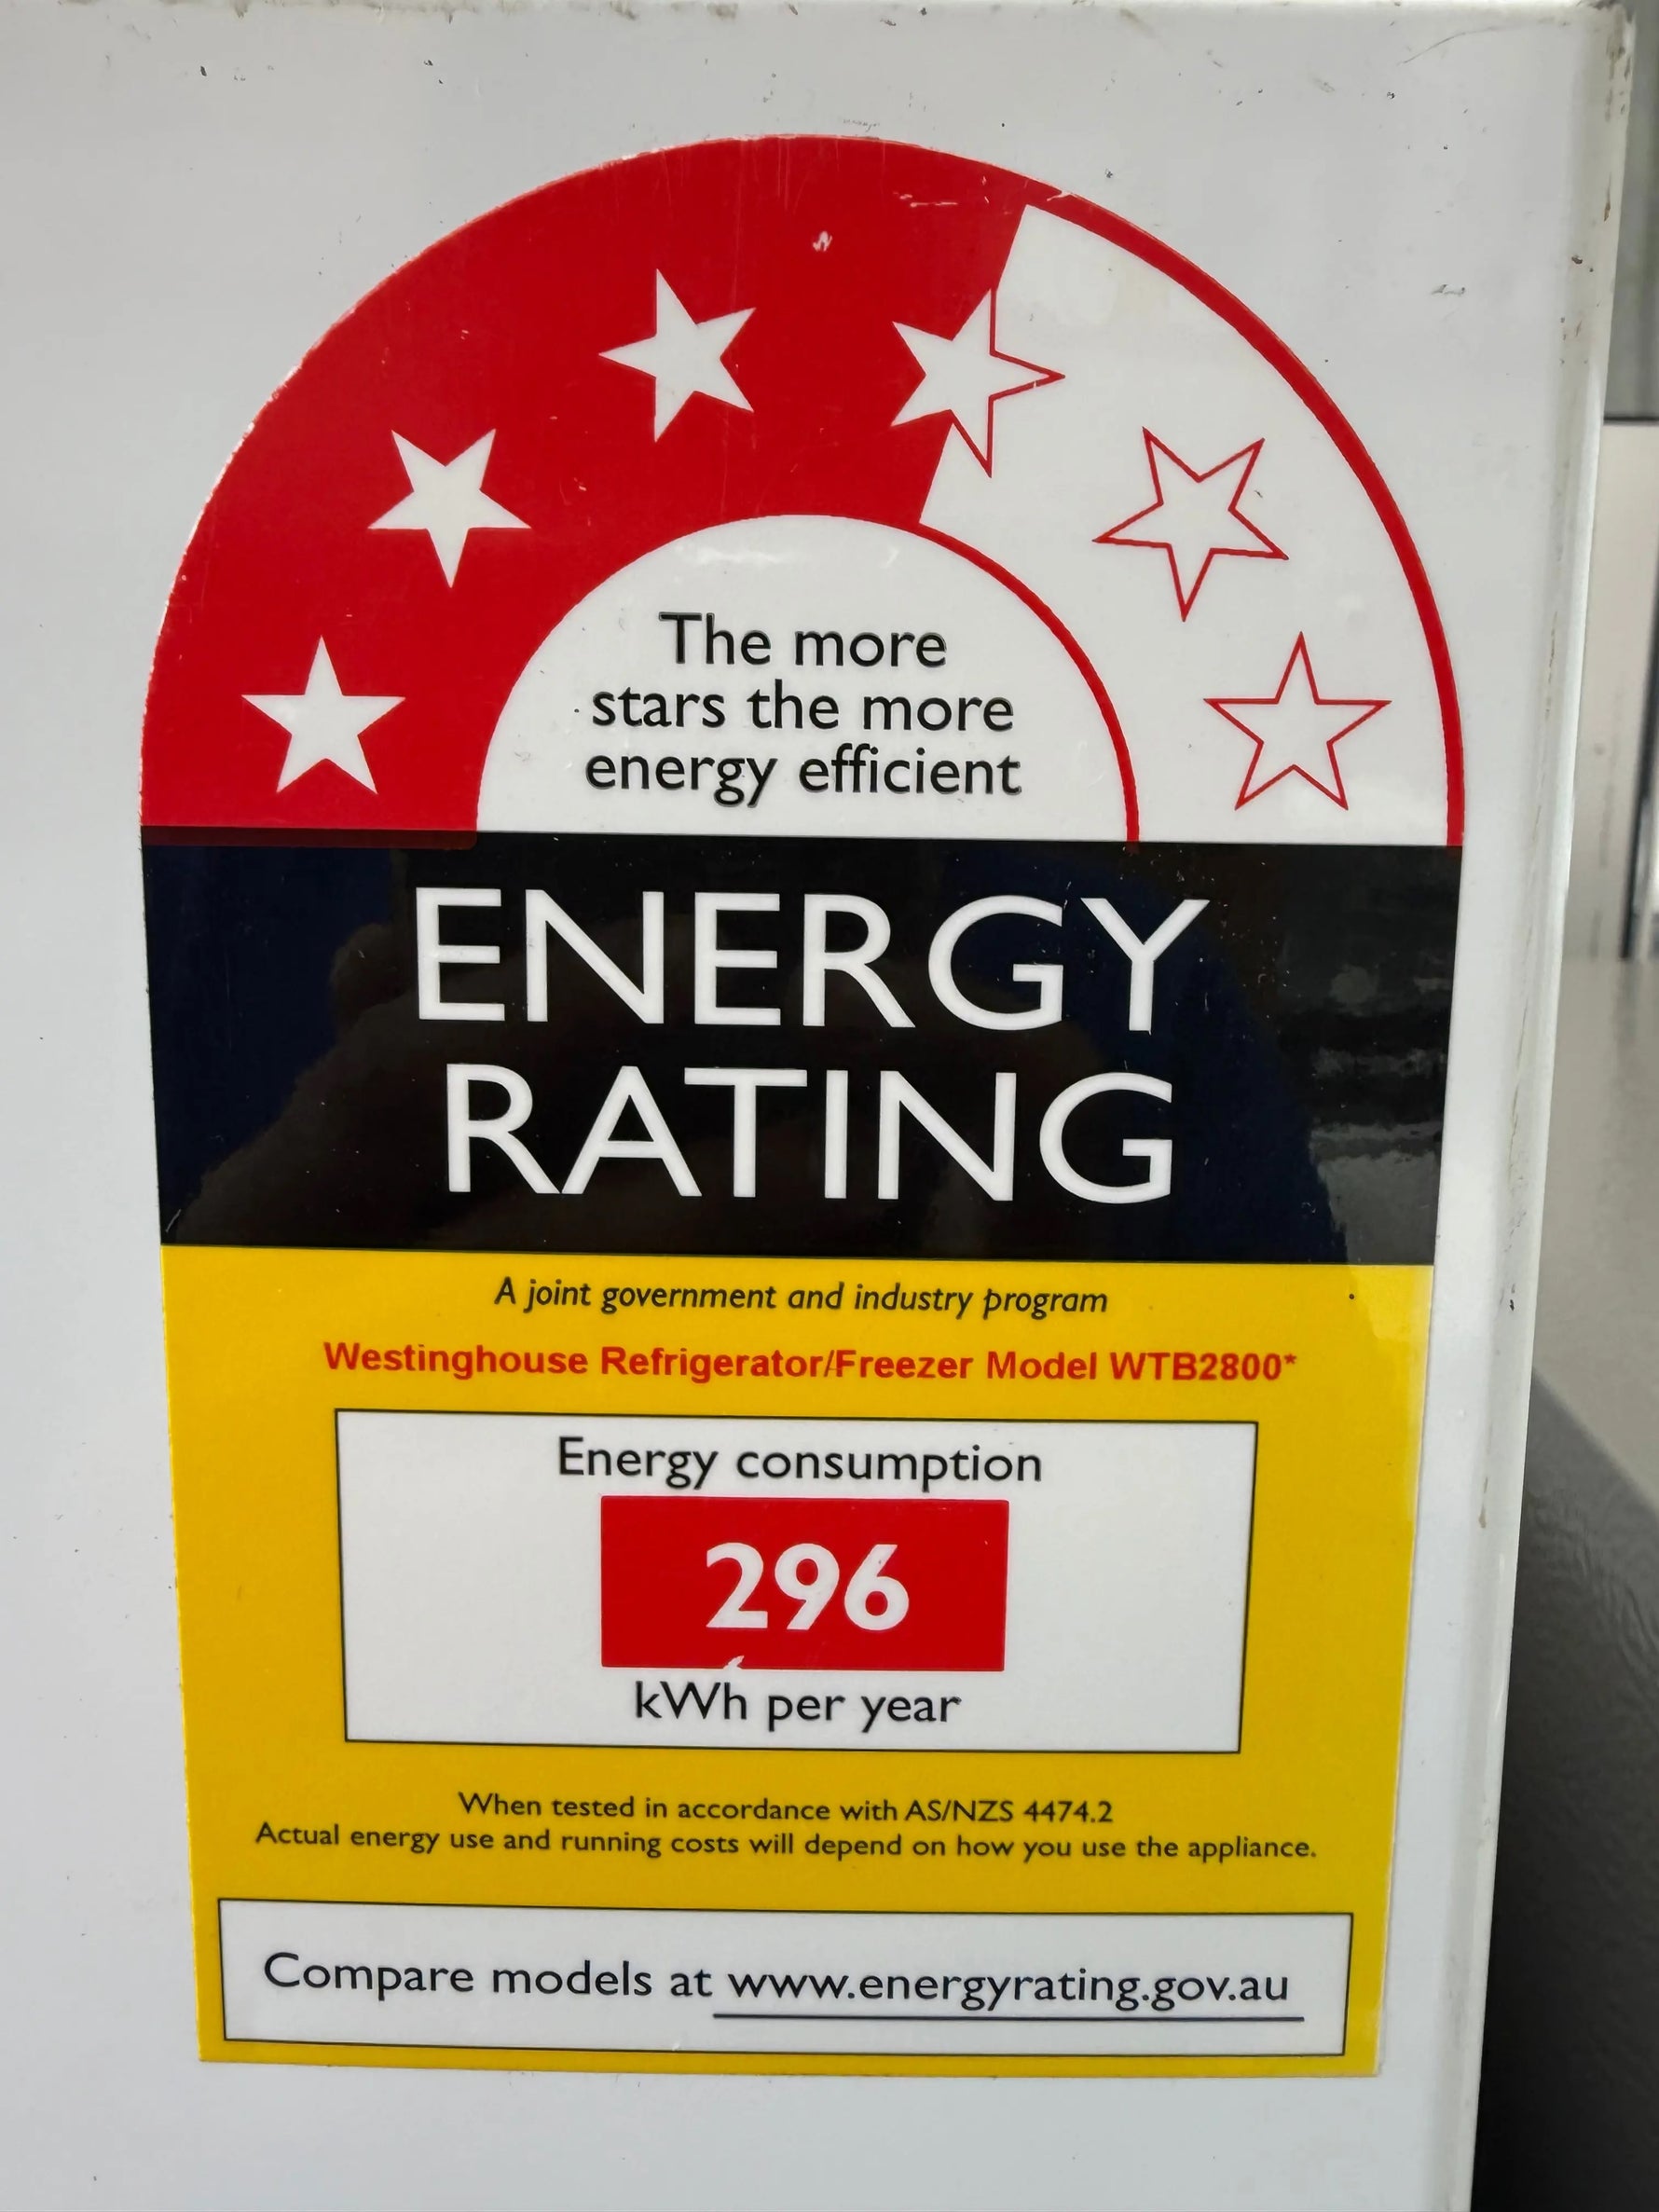 The more
stars the more
energy efficient
ENERGY
RATING
A joint government and industry program
Westinghouse Refrigerator/Freezer Model WTB2800*
Energy consumption
296
kWh per year
When tested in accordance with AS/NZS 4474.2
Actual energy use and running costs will depend on how you use the appliance.
Compare models at www.energyrating.gov.au